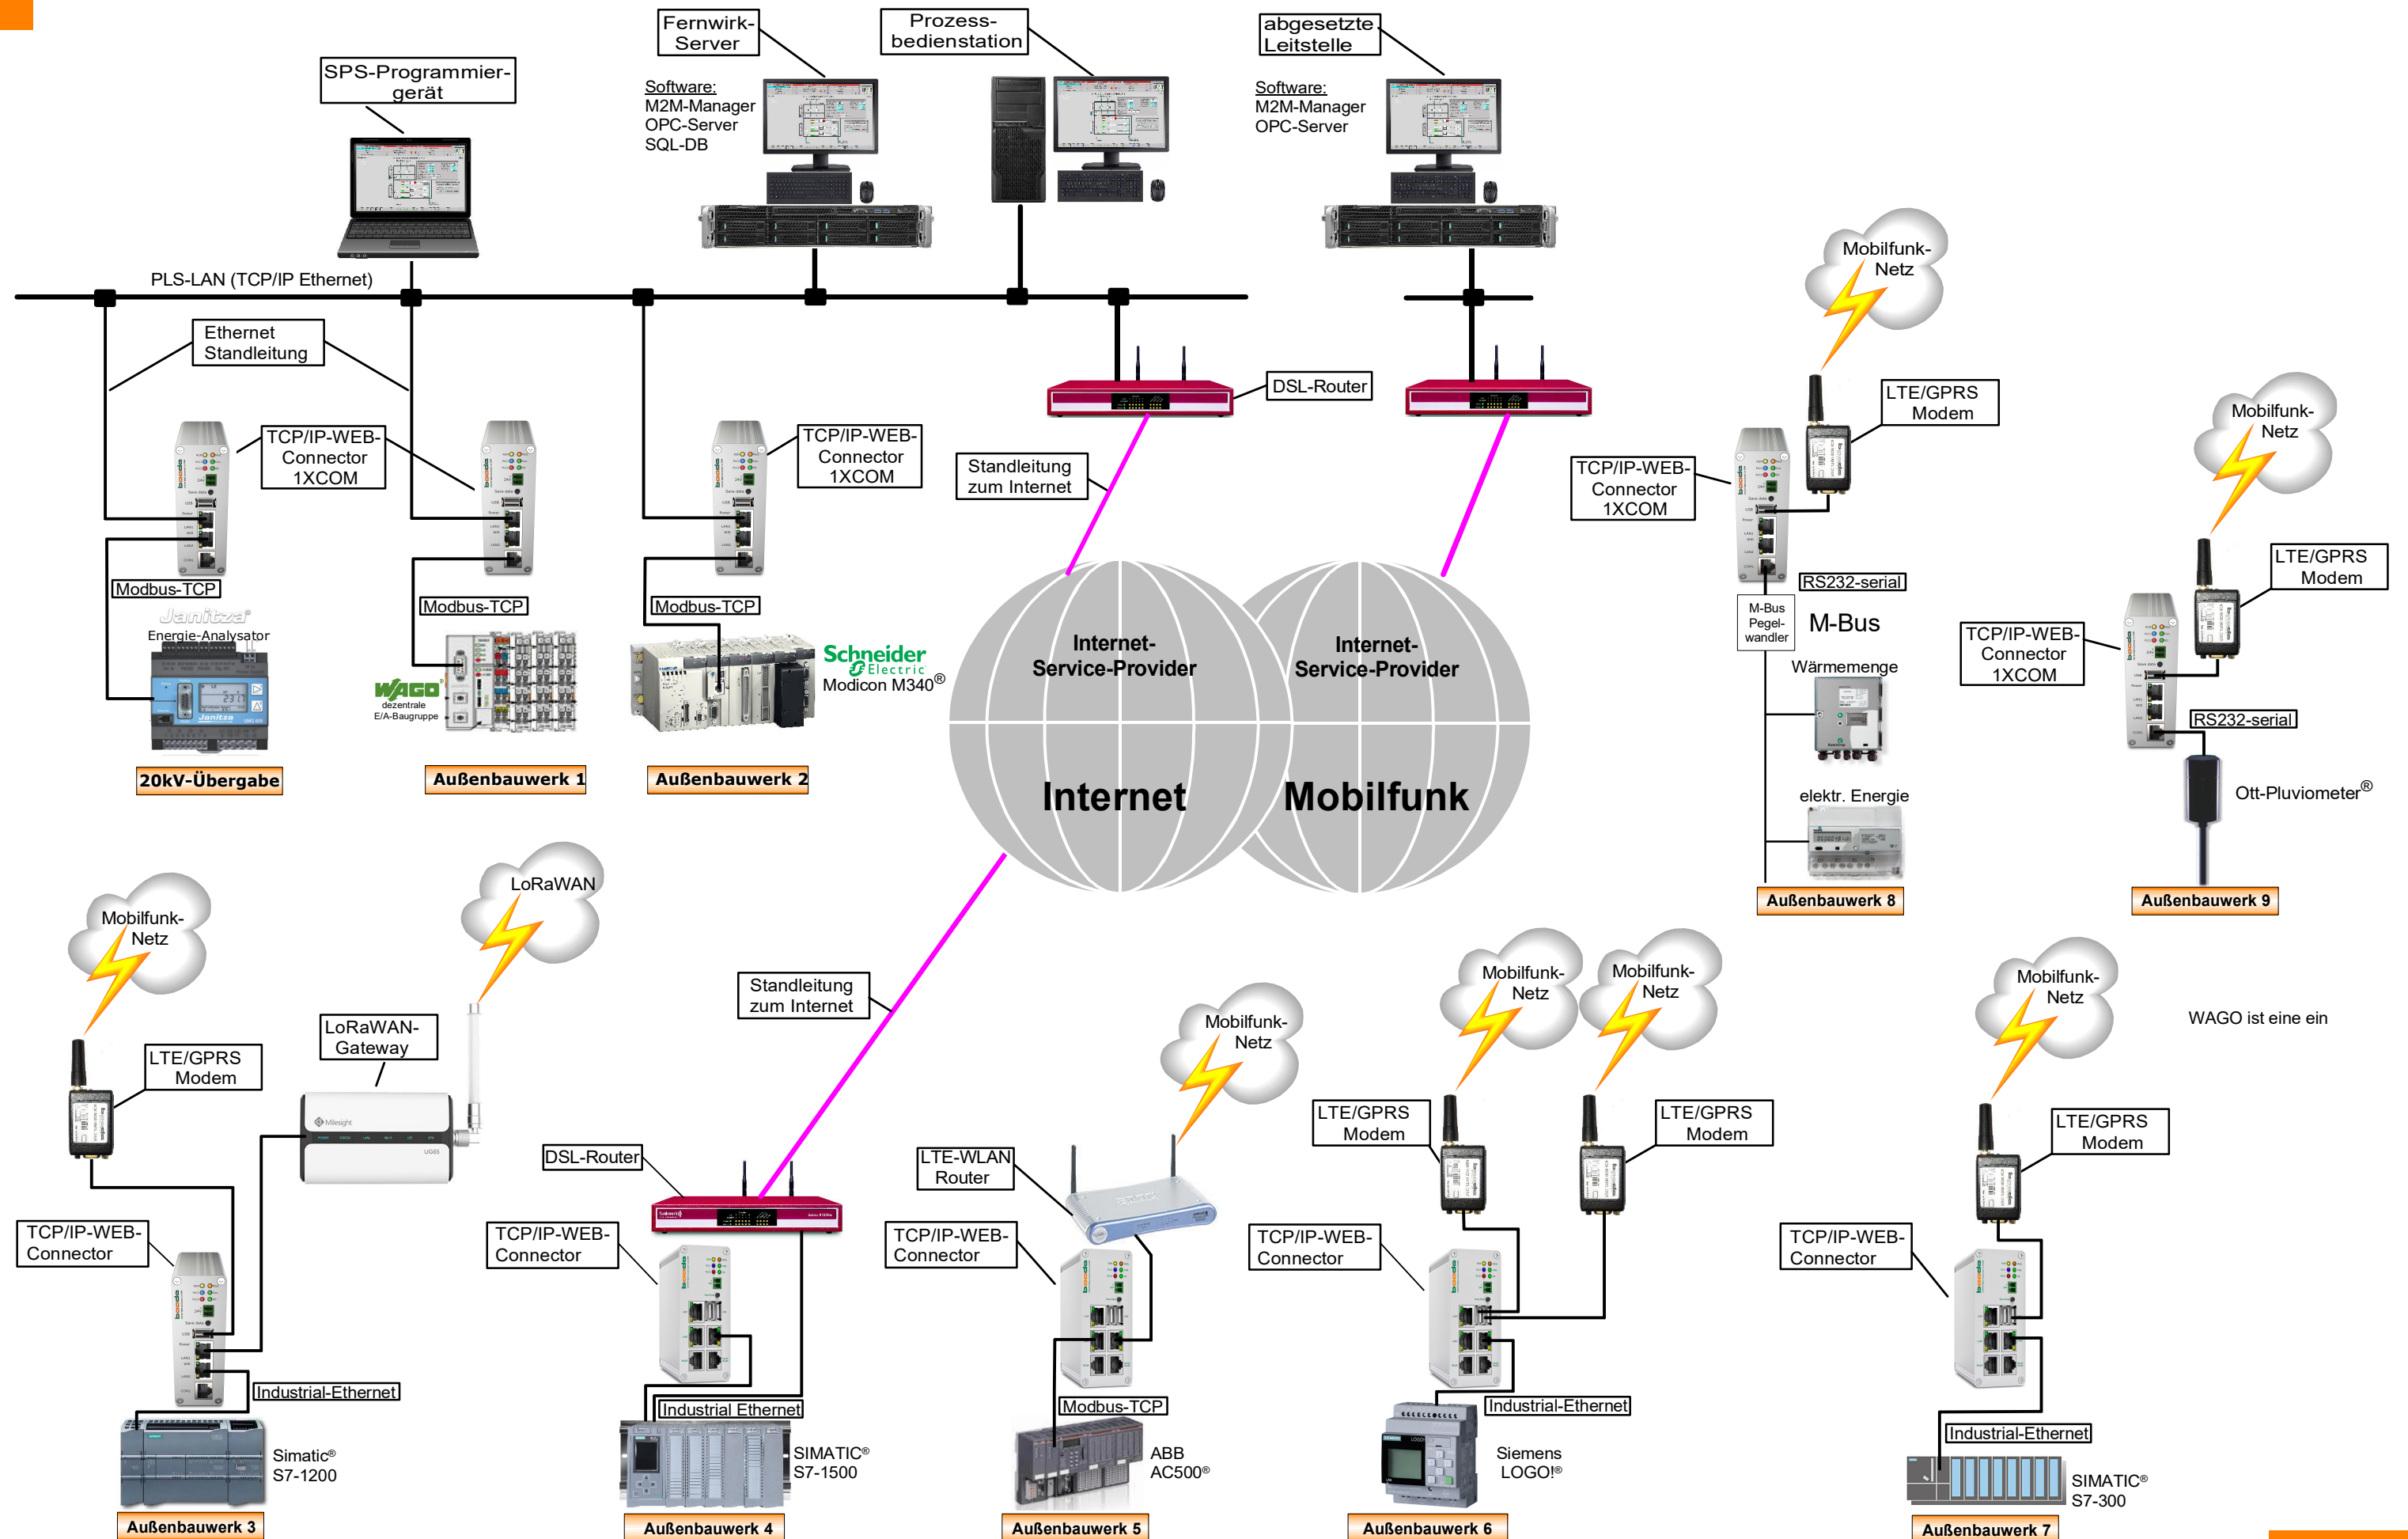 Fernwirk-
Server
Prozess-
bedienstation
abgesetzte
Leitstelle
SPS-Programmier-
gerät
Software:
M2M-Manager
OPC-Server
SQL-DB
Software:
M2M-Manager
OPC-Server
Mobilfunk-
Netz
PLS-LAN (TCP/IP Ethernet)
Ethernet
Standleitung
DSL-Router
LTE/GPRS
Modem
Mobilfunk-
Netz
TCP/IP-WEB-
Connector
1XCOM
TCP/IP-WEB-
Connector
1XCOM
Standleitung
zum Internet
TCP/IP-WEB-
Connector
1XCOM
LTE/GPRS
Modem
Modbus-TCP
Modbus-TCP
Modbus-TCP
RS232-serial
M-Bus
Pegel-
wandler
M-Bus
Janitza®
Energie-Analysator
Janitza
WAGO®
dezentrale
E/A-Baugruppe
Schneider
Electric
Modicon M340®
Internet-
Service-Provider
Internet-
Service-Provider
Wärmemenge
TCP/IP-WEB-
Connector
1XCOM
RS232-serial
20kV-Übergabe
Außenbauwerk 1
Außenbauwerk 2
Internet
Mobilfunk
elektr. Energie
Ott-Pluviometer®
Außenbauwerk 8
Außenbauwerk 9
Mobilfunk-
Netz
LoRaWAN
Standleitung
zum Internet
Mobilfunk-
Netz
Mobilfunk-
Netz
Mobilfunk-
Netz
Mobilfunk-
Netz
WAGO ist eine ein
LTE/GPRS
Modem
LoRaWAN-
Gateway
Milesight
UG65
DSL-Router
LTE-WLAN
Router
LTE/GPRS
Modem
LTE/GPRS
Modem
LTE/GPRS
Modem
TCP/IP-WEB-
Connector
TCP/IP-WEB-
Connector
TCP/IP-WEB-
Connector
TCP/IP-WEB-
Connector
TCP/IP-WEB-
Connector
Industrial-Ethernet
Industrial Ethernet
Modbus-TCP
Industrial-Ethernet
Industrial-Ethernet
Simatic®
S7-1200
SIMATIC®
S7-1500
ABB
AC500®
Siemens
LOGO!®
SIMATIC®
S7-300
Außenbauwerk 3
Außenbauwerk 4
Außenbauwerk 5
Außenbauwerk 6
Außenbauwerk 7